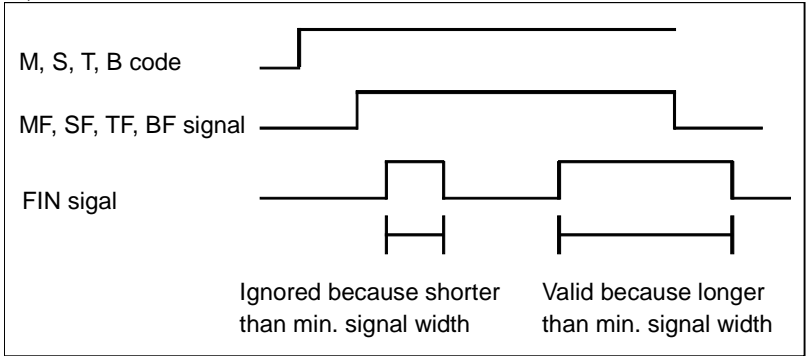 M, S, T, B code
MF, SF, TF, BF signal
FIN sigal
Ignored because shorter
than min. signal width
Valid because longer
than min. signal width